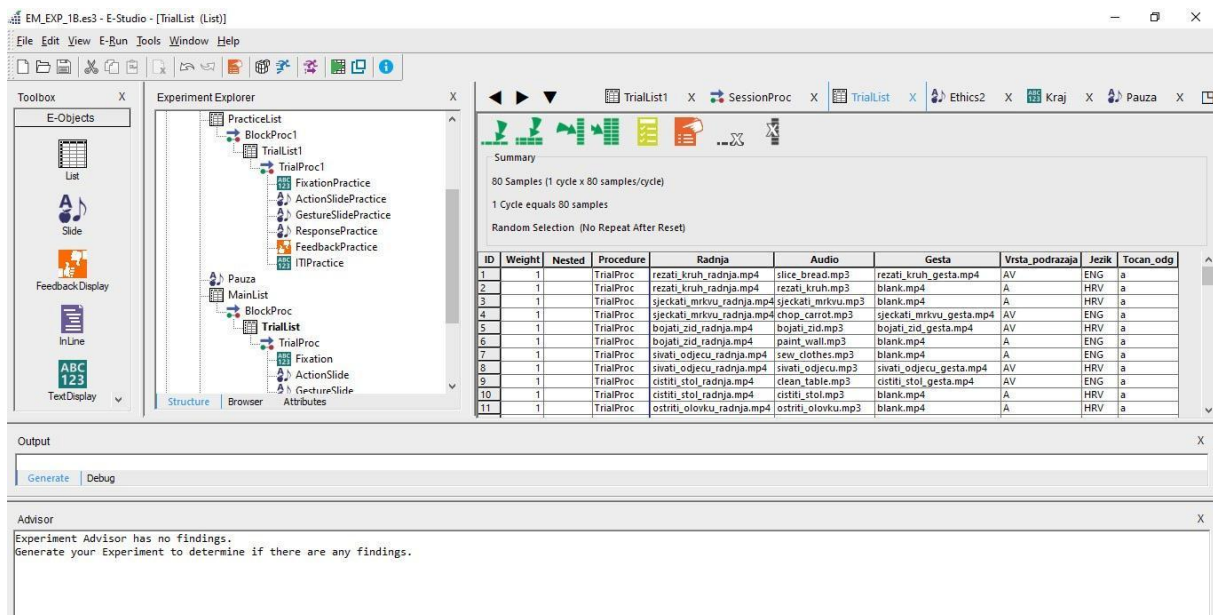 EM_EXP_1B.es3 - E-Studio - [TrialList (List)]
File Edit View E-Run Tools Window Help
Toolbox X
E-Objects
List
Slide
FeedbackDisplay
InLine
ABC
123
TextDisplay
Experiment Explorer X
PracticeList
BlockProc1
TrialList1
TrialProc1
FixationPractice
ActionSlidePractice
GestureSlidePractice
ResponsePractice
FeedbackPractice
ITIPractice
Pauza
MainList
BlockProc
TrialList
TrialProc
Fixation
ActionSlide
GestureSlide
Structure Browser Attributes
TrialList1 X SessionProc X TrialList X Ethics2 X Kraj X Pauza X
Summary
80 Samples (1 cycle x 80 samples/cycle)
1 Cycle equals 80 samples
Random Selection (No Repeat After Reset)
ID Weight Nested Procedure Radnja Audio Gesta Vrsta_podrazaja Jezik Tocan_odg
1 1 TrialProc rezati_kruh_radnja.mp4 slice_bread.mp3 rezati_kruh_gesta.mp4 AV ENG a
2 1 TrialProc rezati_kruh_radnja.mp4 rezati_kruh.mp3 blank.mp4 A HRV a
3 1 TrialProc sjeckati_mrkvu_radnja.mp4 sjeckati_mrkvu.mp3 blank.mp4 A HRV a
4 1 TrialProc sjeckati_mrkvu_radnja.mp4 chop_carrot.mp3 sjeckati_mrkvu_gesta.mp4 AV ENG a
5 1 TrialProc bojati_zid_radnja.mp4 bojati_zid.mp3 bojati_zid_gesta.mp4 AV HRV a
6 1 TrialProc bojati_zid_radnja.mp4 paint_wall.mp3 blank.mp4 A ENG a
7 1 TrialProc sivati_odjecu_radnja.mp4 sew_clothes.mp3 blank.mp4 A ENG a
8 1 TrialProc sivati_odjecu_radnja.mp4 sivati_odjecu.mp3 sivati_odjecu_gesta.mp4 AV HRV a
9 1 TrialProc cistiti_stol_radnja.mp4 clean_table.mp3 cistiti_stol_gesta.mp4 AV ENG a
10 1 TrialProc cistiti_stol_radnja.mp4 cistiti_stol.mp3 blank.mp4 A HRV a
11 1 TrialProc ostriti_olovku_radnja.mp4 ostriti_olovku.mp3 blank.mp4 A HRV a
Output X
Generate Debug
Advisor X
Experiment Advisor has no findings.
Generate your Experiment to determine if there are any findings.